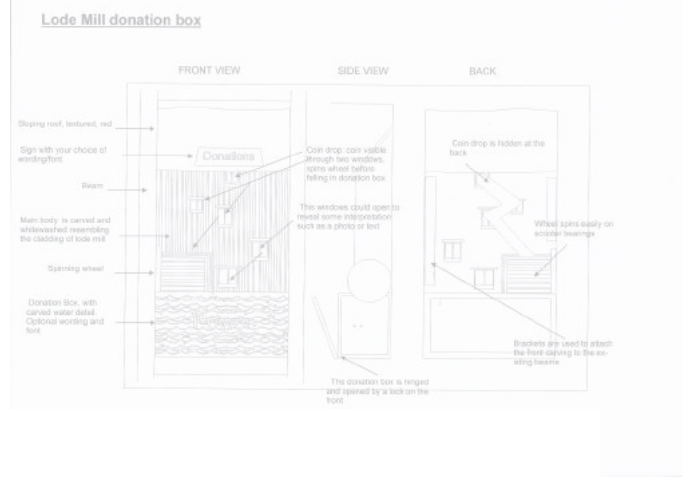 Lode Mill donation box
FRONT VIEW
SIDE VIEW
BACK
Sloping roof, textured, red
Sign with your choice of
wording/font
Beam
Main body is carved and
whitewashed resembling
the cladding of lode mill
Spinning wheel
Donation Box, with
carved water detail.
Optional wording and
font
Donations
Coin drop: coin visible
through two windows,
spins wheel before
falling in donation box
This windows could open to
reveal some interpretation
such as a photo or text
The donation box is hinged
and opened by a lock on the
front
Coin drop is hidden at the
back
Wheel spins easily on
scooter bearings
Brackets are used to attach
the front carving to the ex-
isting beams